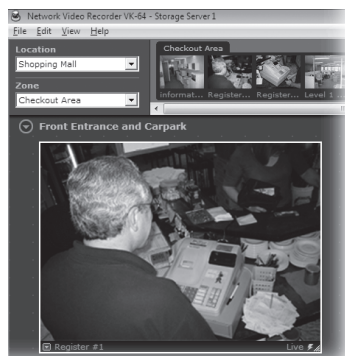 Network Video Recorder VK-64 - Storage Server 1
File Edit View Help
Location
Shopping Mall
Zone
Checkout Area
Checkout Area
Informat... Register... Register... Level 1
Front Entrance and Carpark
Register #1 Live